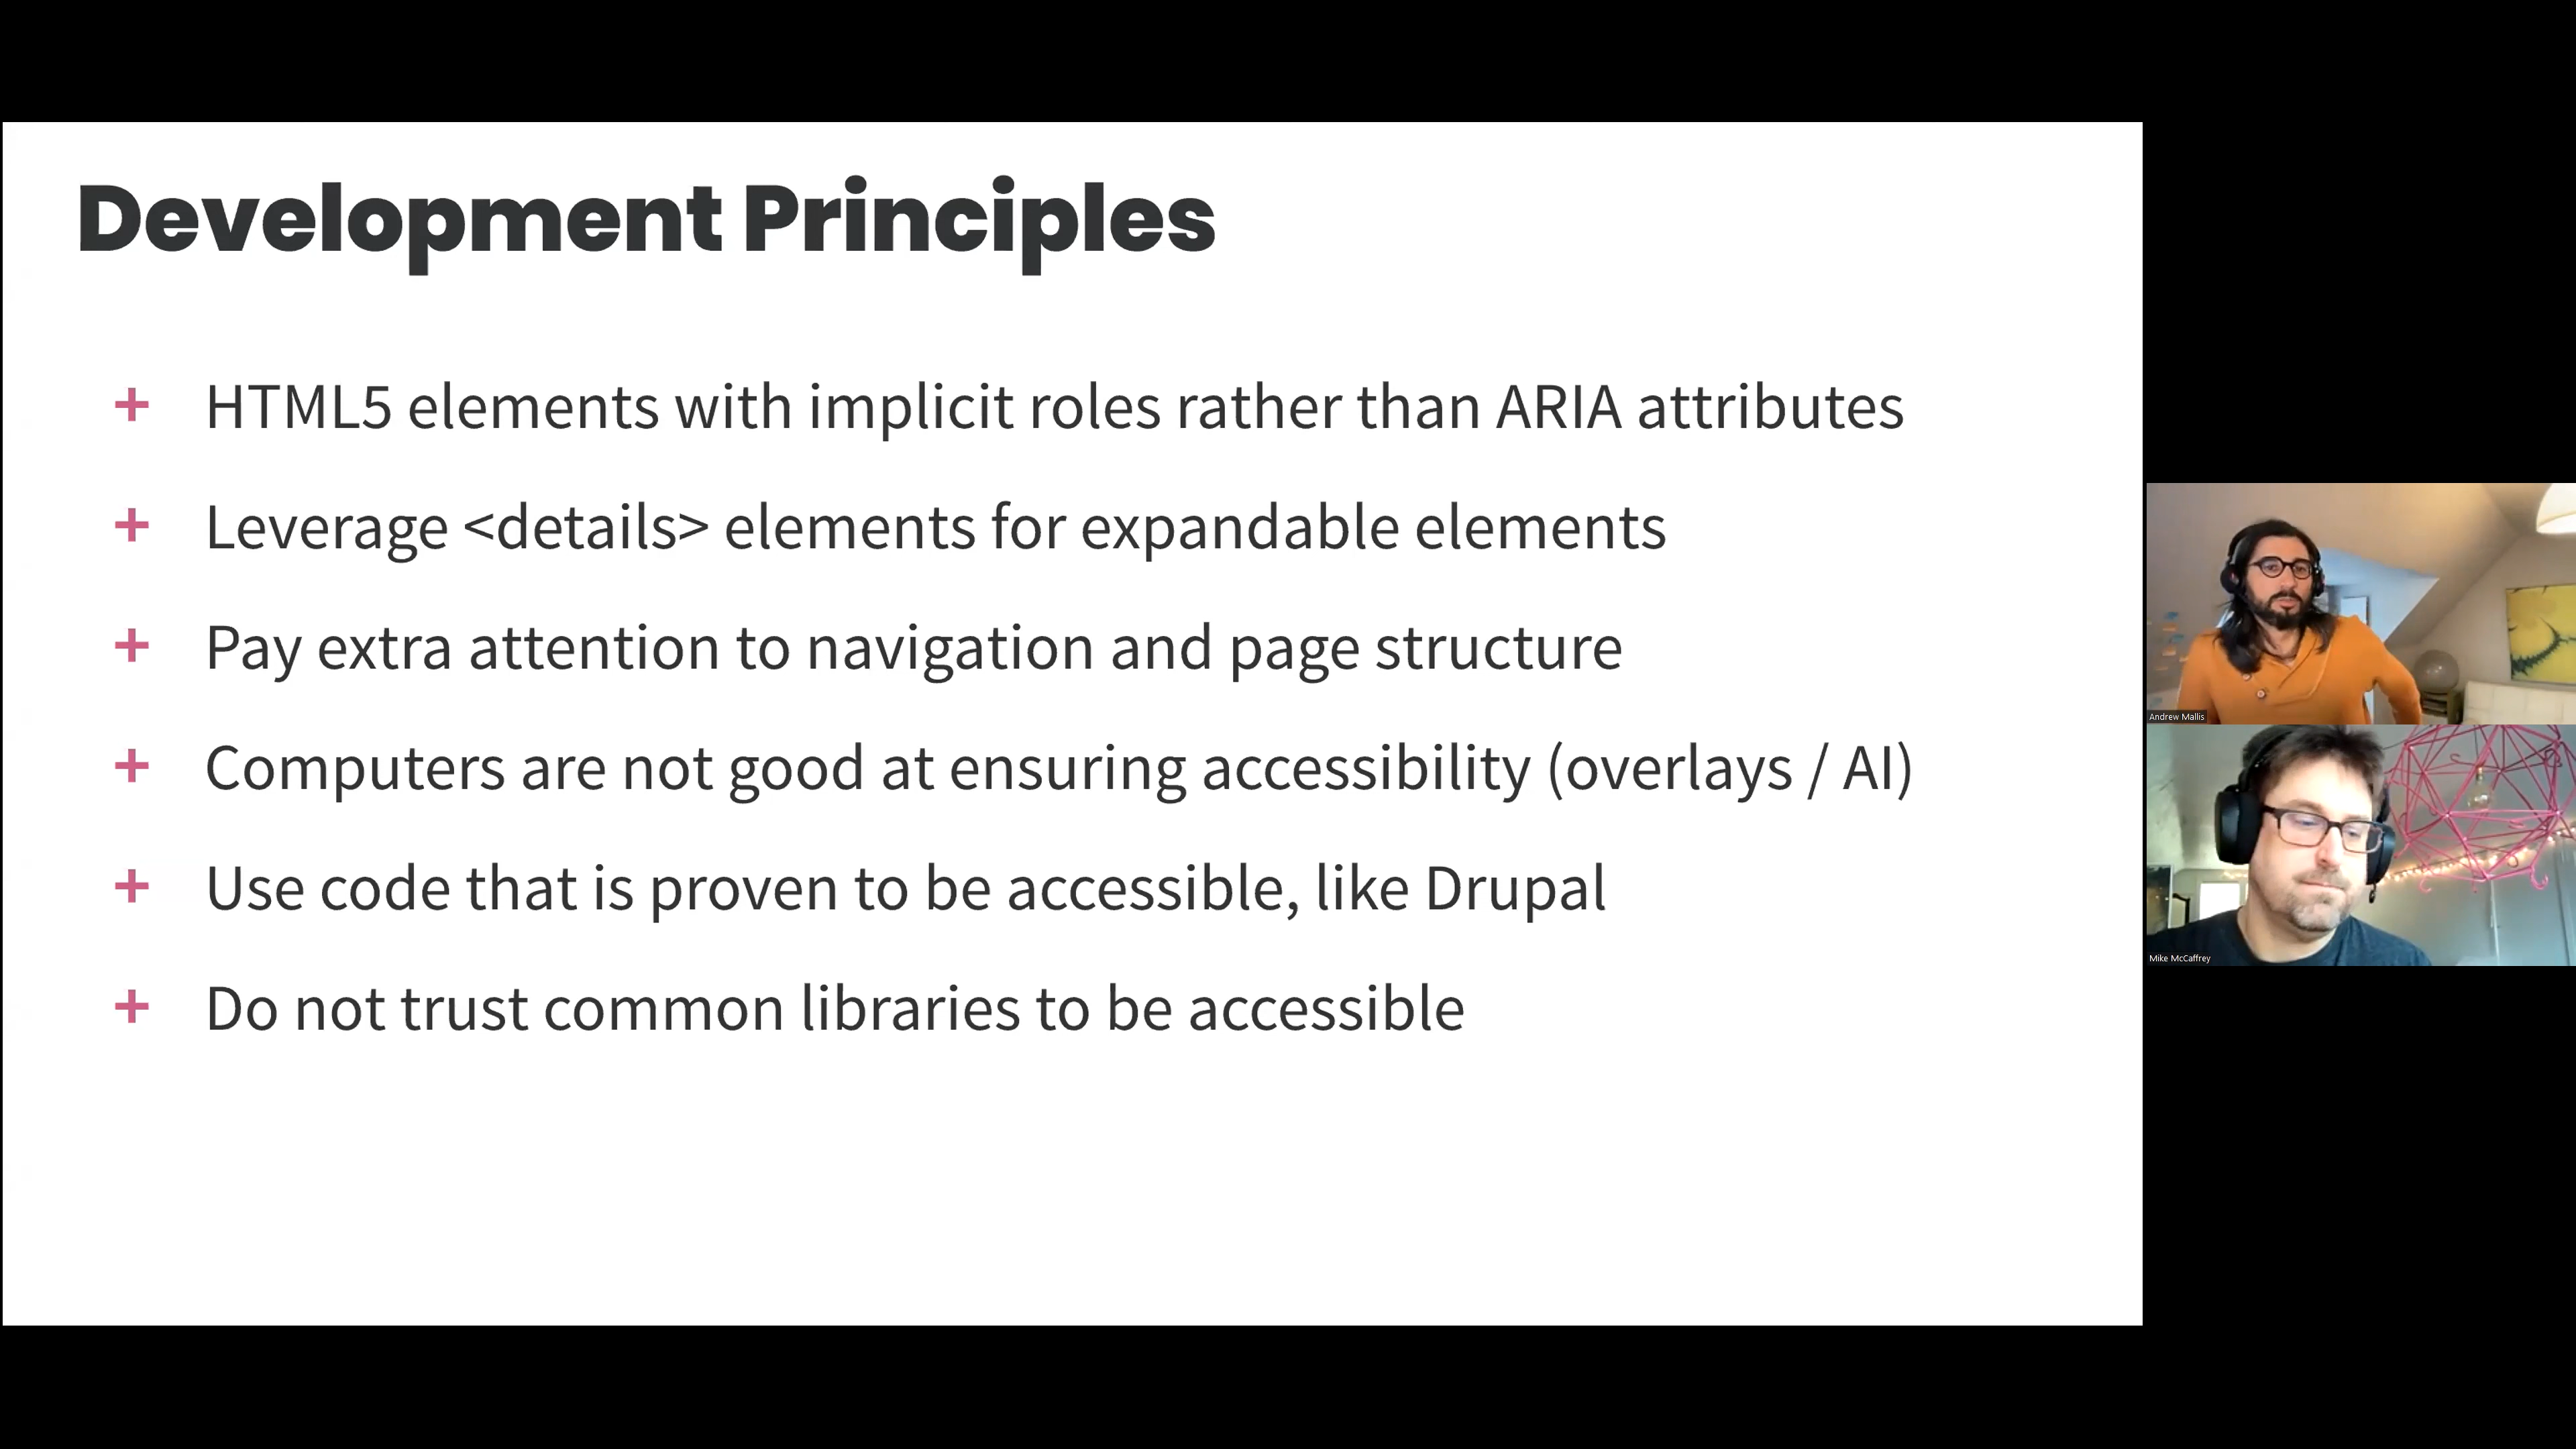 Development Principles
+ HTML5 elements with implicit roles rather than ARIA attributes
+ Leverage <details> elements for expandable elements
+ Pay extra attention to navigation and page structure
+ Computers are not good at ensuring accessibility (overlays / AI)
+ Use code that is proven to be accessible, like Drupal
+ Do not trust common libraries to be accessible
Andrew Mallis
Mike McCaffrey